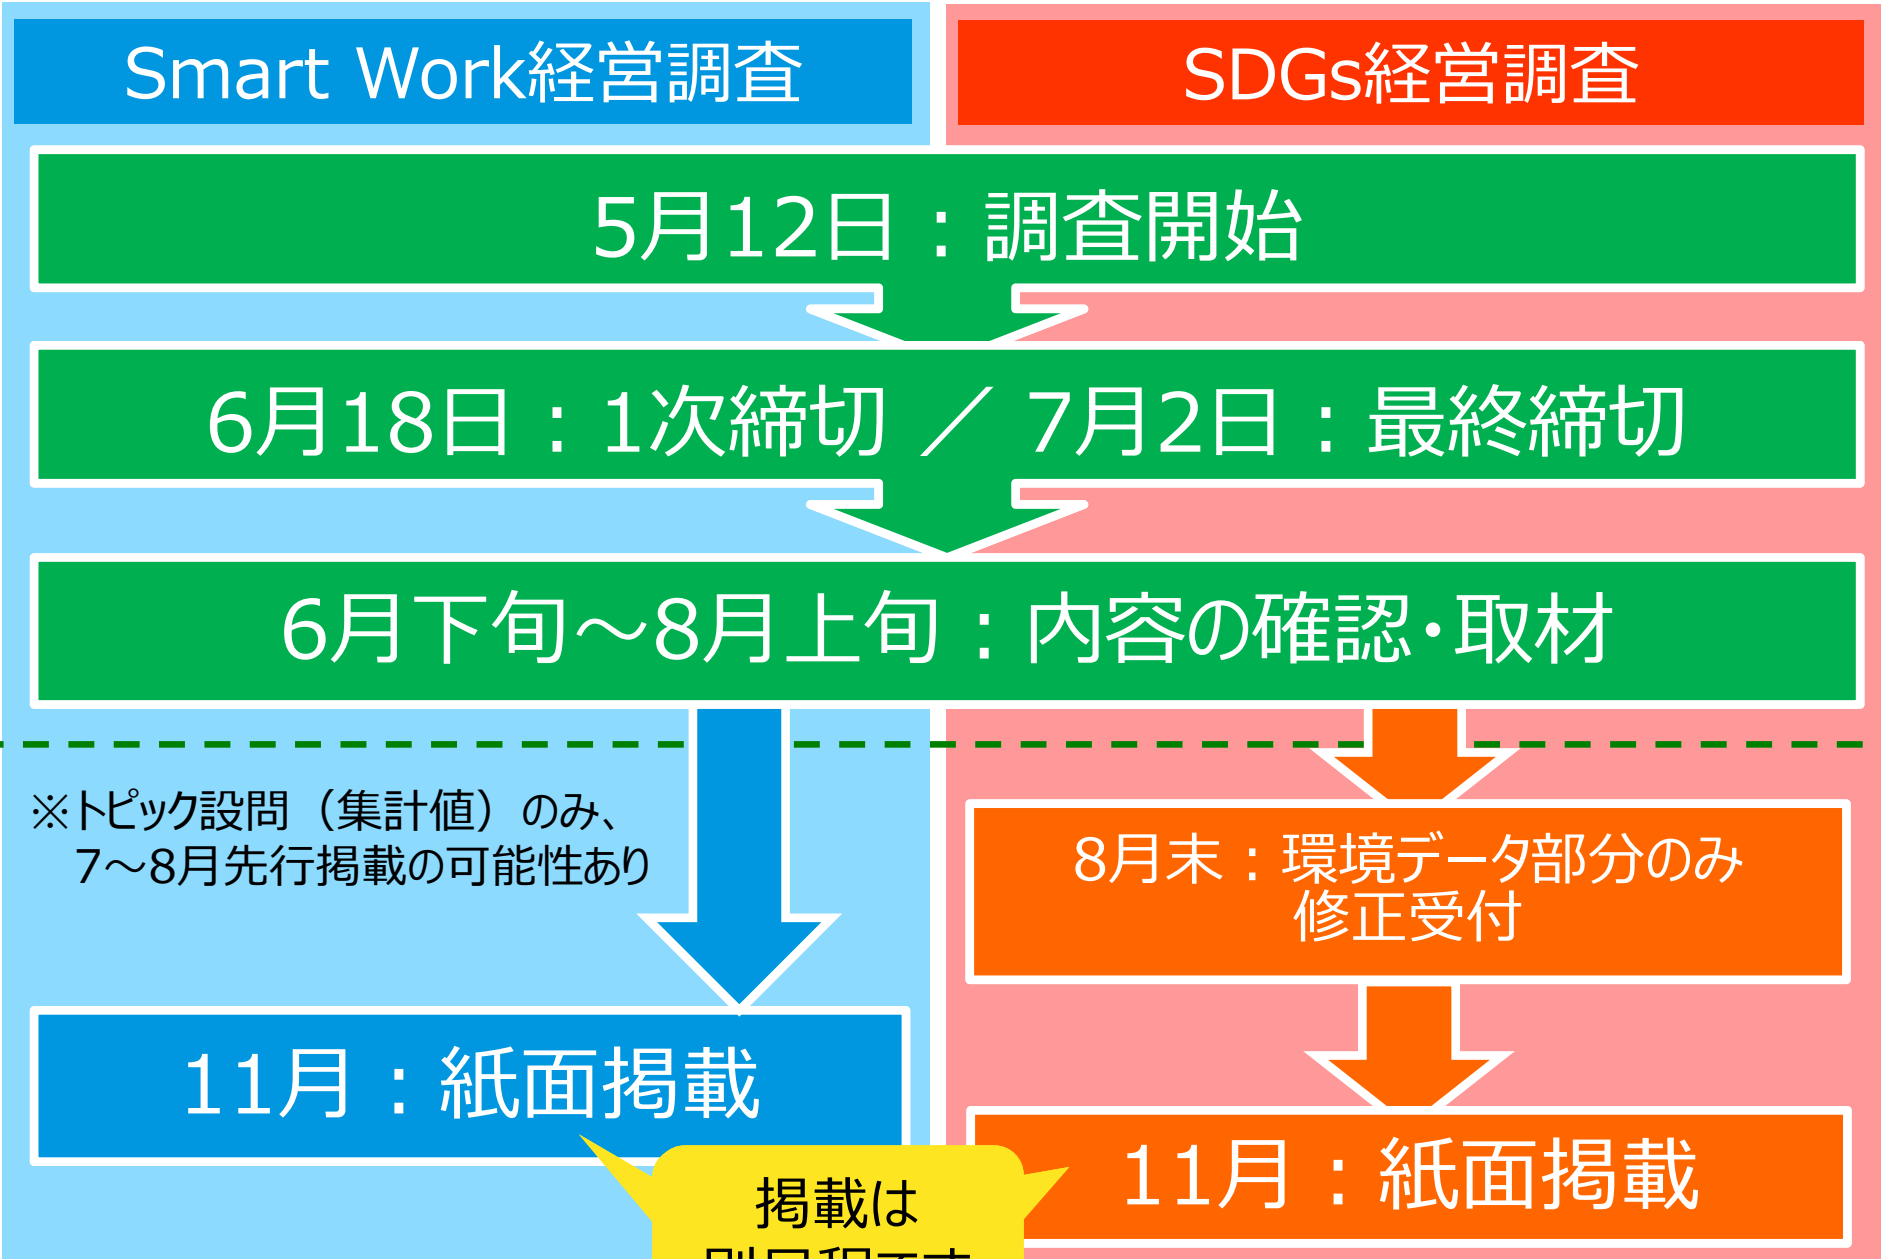 Smart Work経営調査
SDGs経営調査
5月12日：調査開始
6月18日：1次締切 ／ 7月2日：最終締切
6月下旬～8月上旬：内容の確認・取材
※トピック設問（集計値）のみ、
7～8月先行掲載の可能性あり
8月末：環境データ部分のみ
修正受付
11月：紙面掲載
11月：紙面掲載
掲載は
別日程です